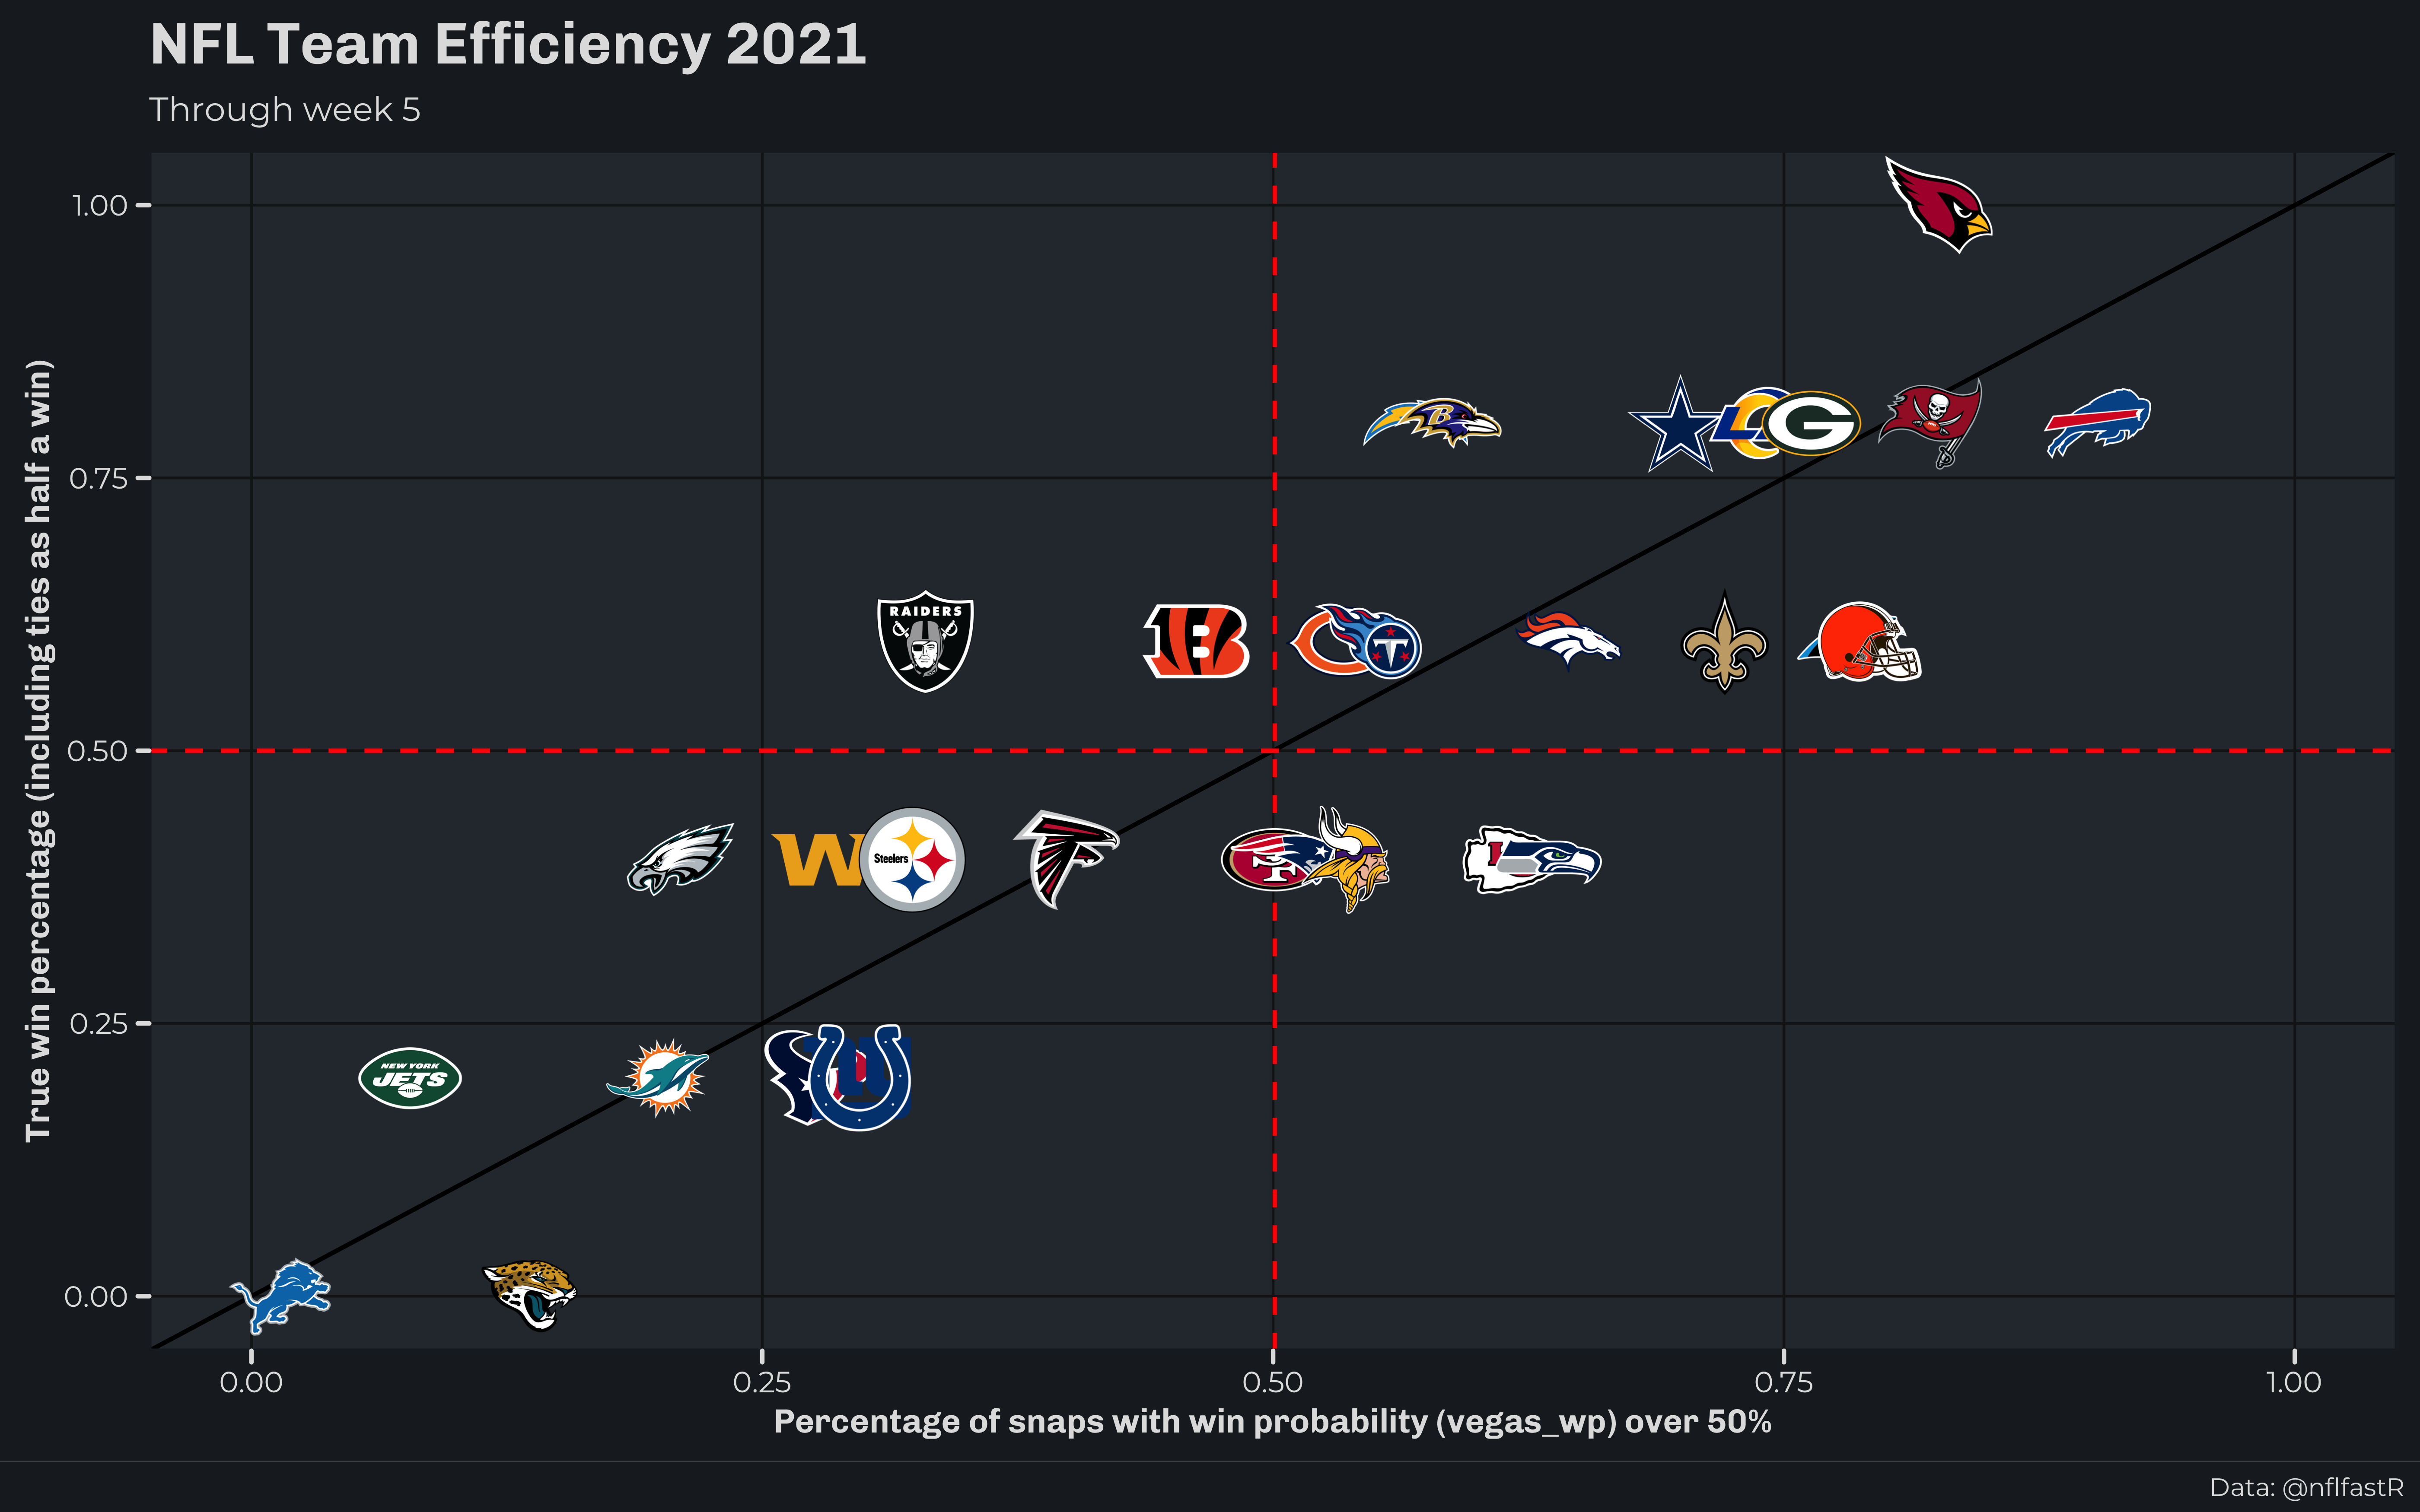 NFL Team Efficiency 2021
Through week 5
True win percentage (including ties as half a win)
1.00
0.75
0.50
0.25
0.00
RAIDERS
B
B
G
T
W
Steelers
F
NEW YORK
JETS
0.00
0.25
0.50
0.75
1.00
Percentage of snaps with win probability (vegas_wp) over 50%
Data: @nflfastR